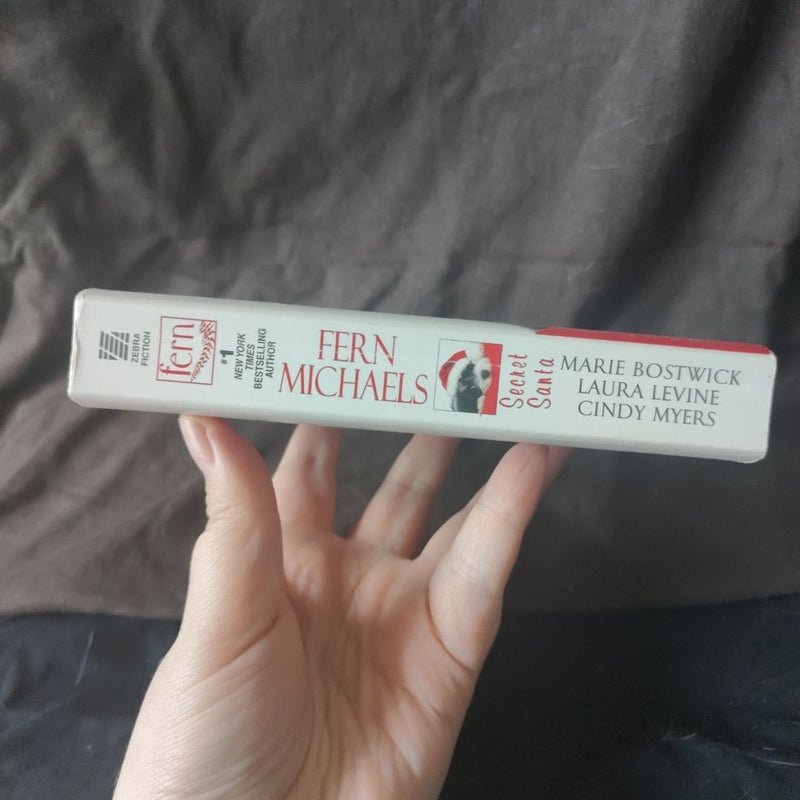 ZEBRA
FICTION
fern
#1
NEW YORK
TIMES
BESTSELLING
AUTHOR
FERN
MICHAELS
Secret
Santa
MARIE BOSTWICK
LAURA LEVINE
CINDY MYERS